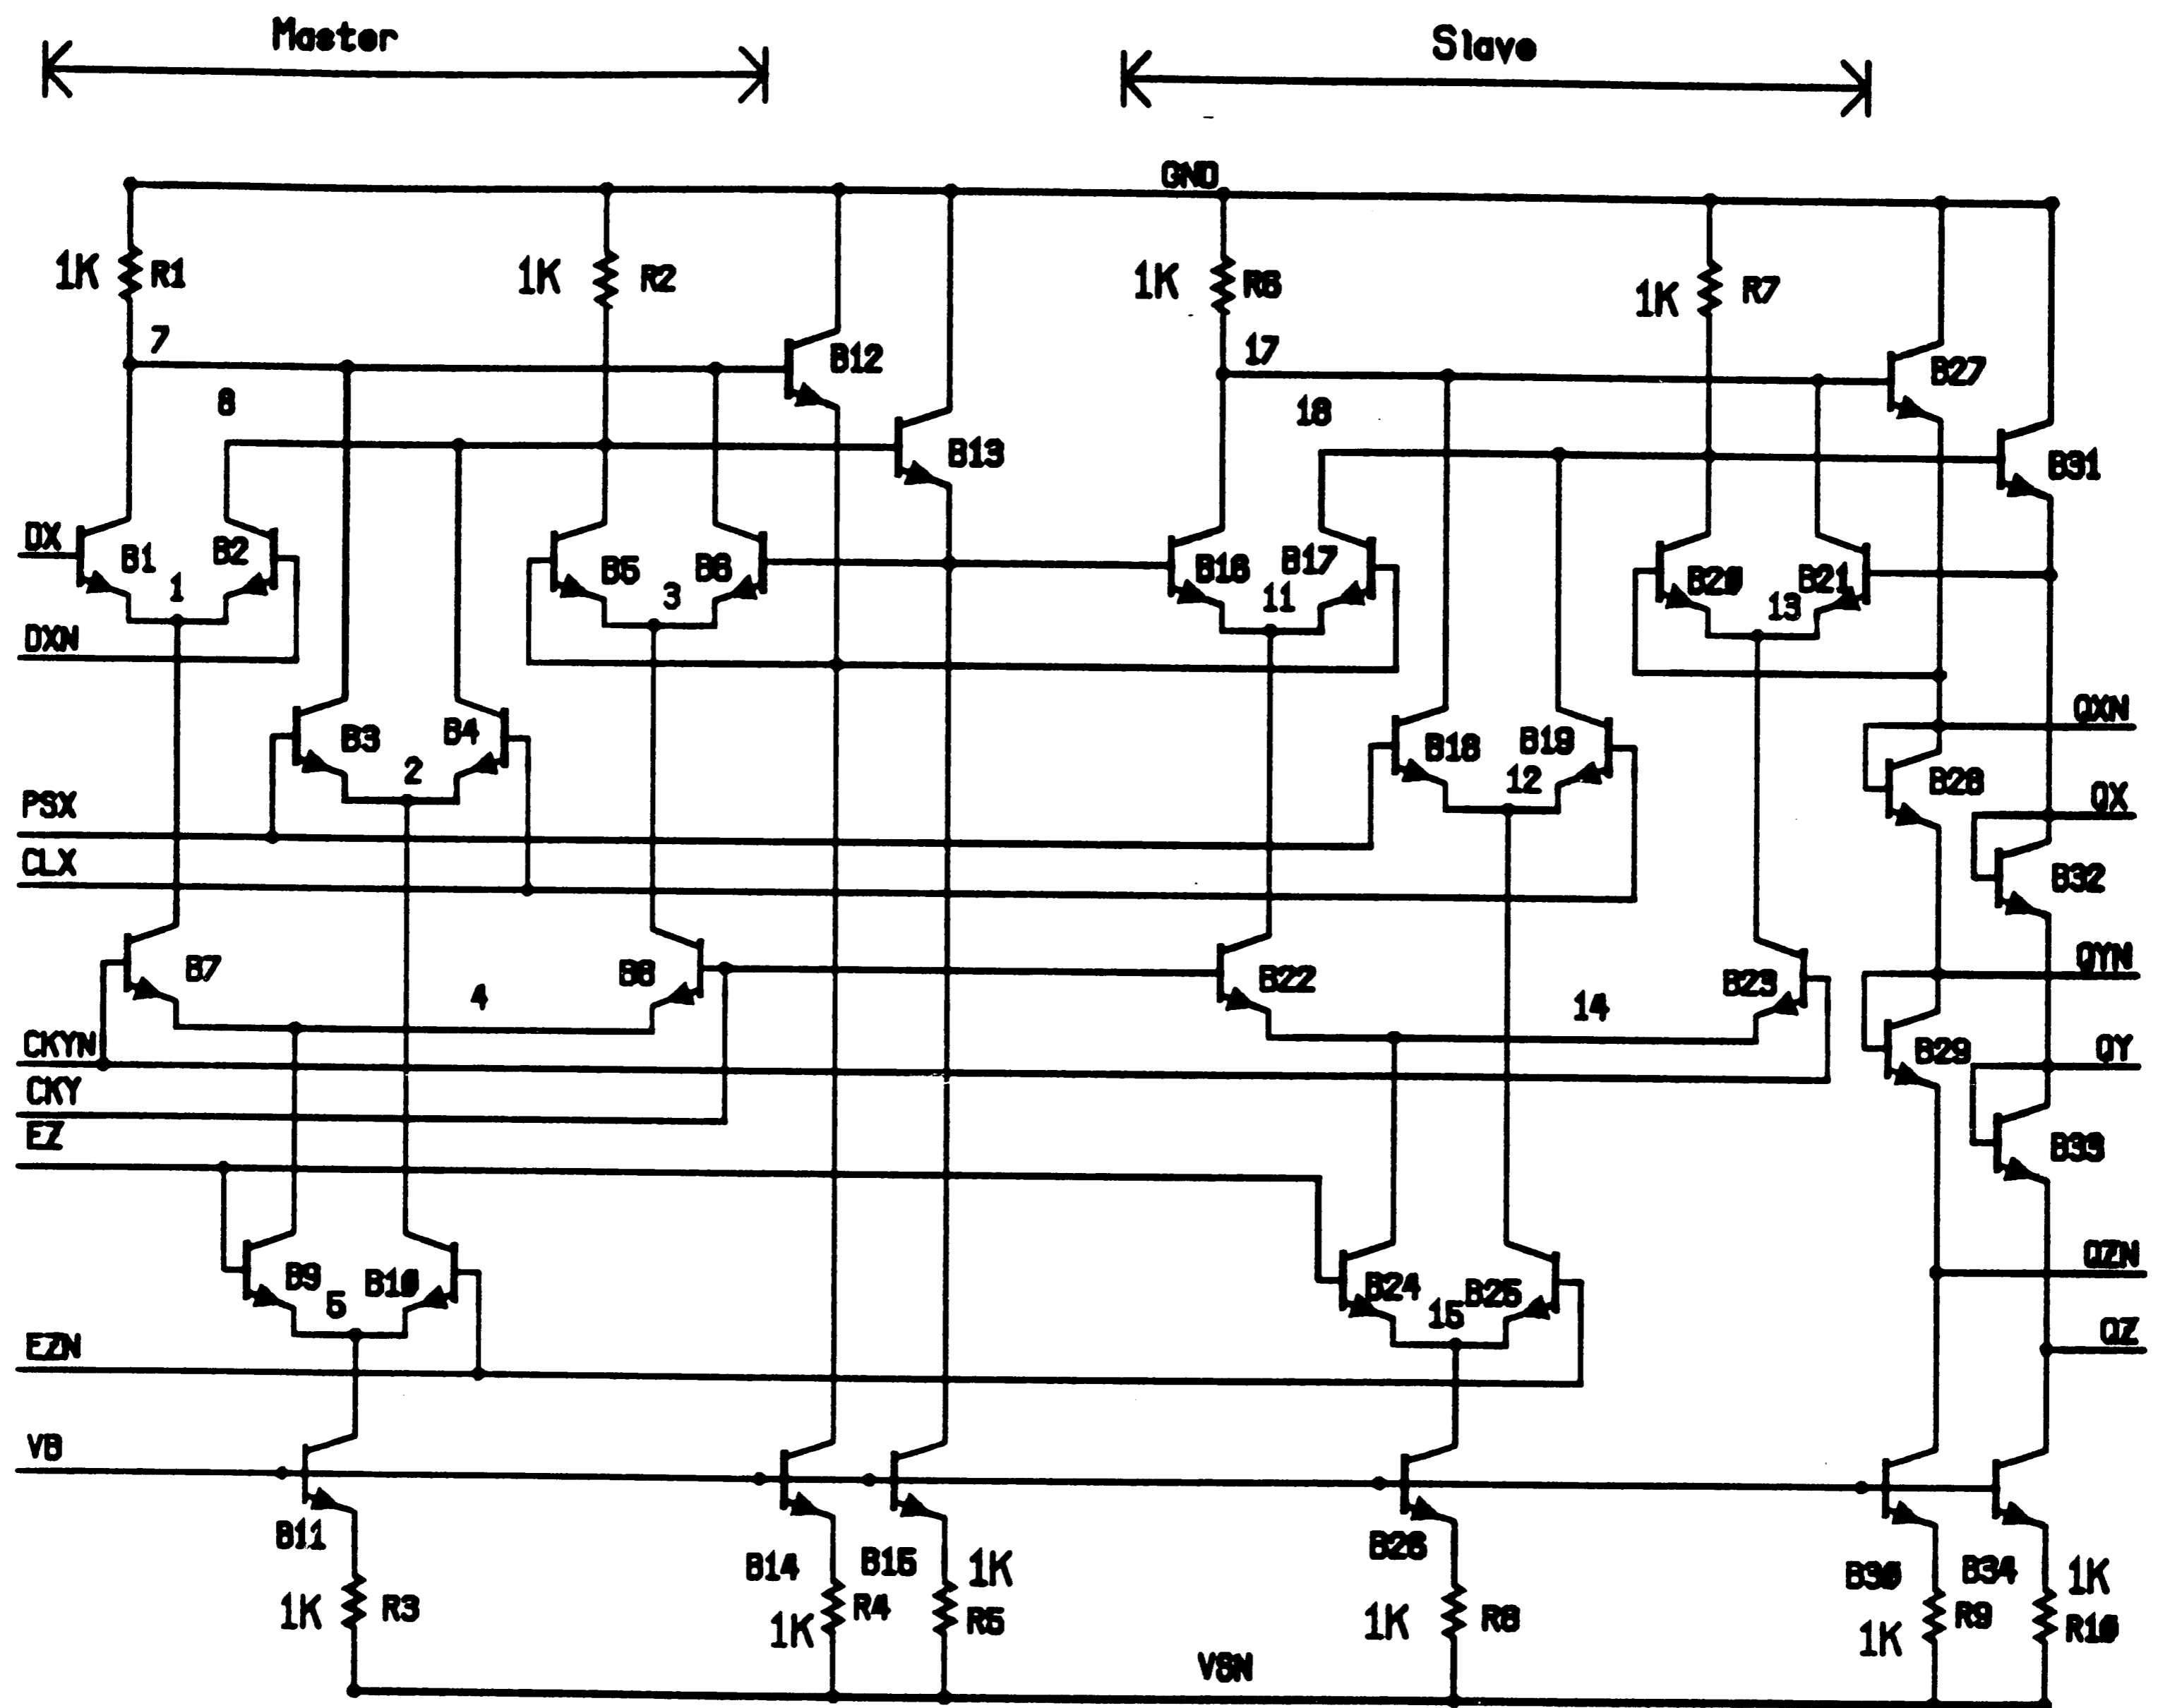 Master
Slave
GND
1K R1
1K R2
1K R6
1K R7
7
B12
17
B27
8
18
B13
B31
DX
B1
B2
1
B5
B6
3
B16
B17
11
B20
B21
13
DXN
B3
B4
2
B18
B19
12
QXN
B28
QX
PSX
CLX
B32
B7
B8
4
B22
B23
14
QYN
CKYN
B29
QY
CKY
EZ
B33
B9
B10
5
B24
B25
15
QZN
EZN
QZ
VB
B11
B14
B15
1K
B26
B30
B34
1K
1K R3
1K R4
R5
1K R8
1K R9
R10
VSN